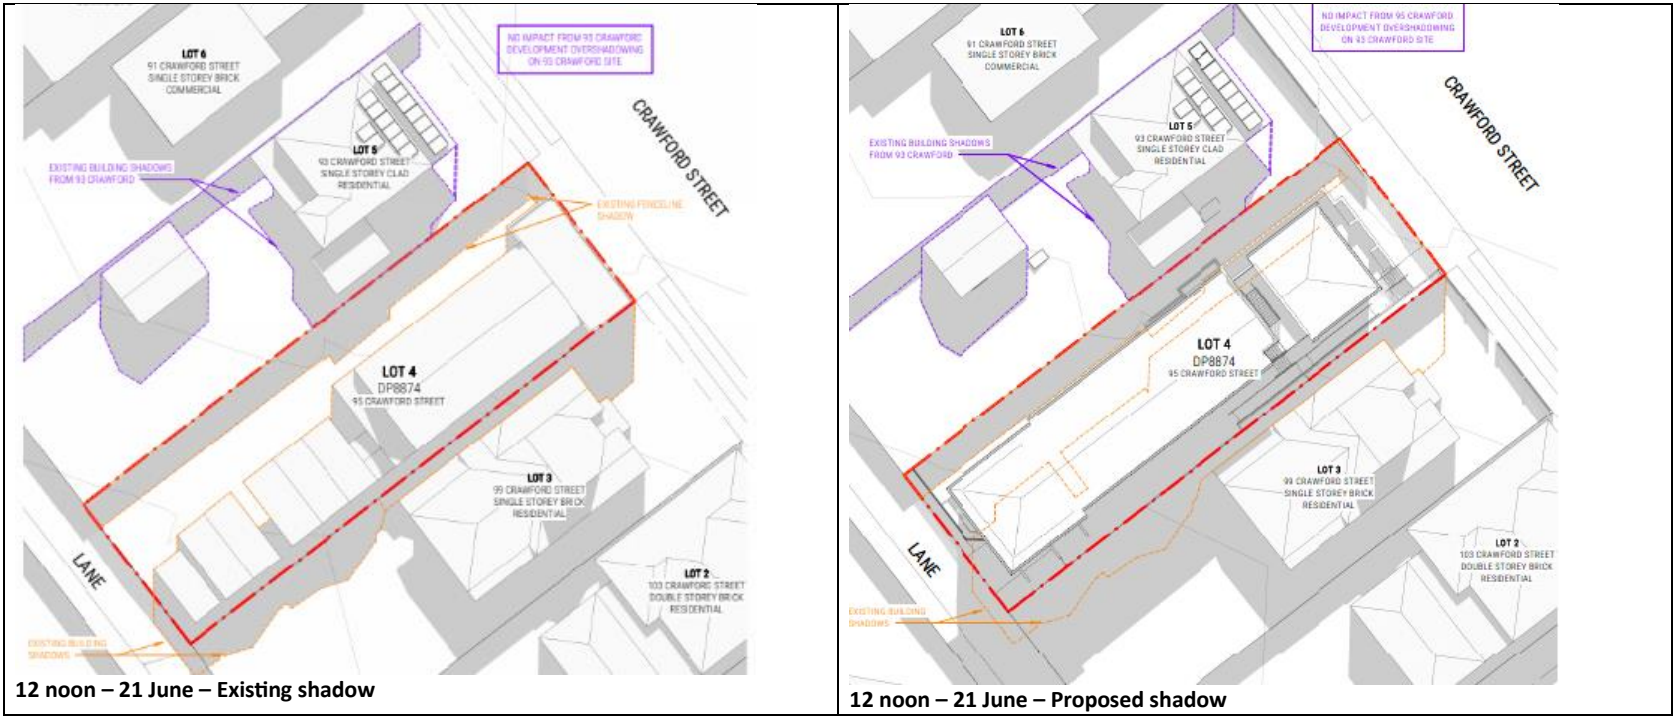 LOT 6
91 CRAWFORD STREET
SINGLE STOREY BRICK
COMMERCIAL
NO IMPACT FROM 93 CRAWFORD
DEVELOPMENT OVERSHADOWING
ON 93 CRAWFORD SITE
CRAWFORD STREET
EXISTING BUILDING SHADOWS
FROM 93 CRAWFORD
LOT 5
93 CRAWFORD STREET
SINGLE STOREY CLAD
RESIDENTIAL
EXISTING FENCELINE
SHADOW
LOT 4
DP8874
95 CRAWFORD STREET
LOT 3
99 CRAWFORD STREET
SINGLE STOREY BRICK
RESIDENTIAL
LANE
LOT 2
103 CRAWFORD STREET
DOUBLE STOREY BRICK
RESIDENTIAL
EXISTING BUILDING
SHADOWS
12 noon – 21 June – Existing shadow
NO IMPACT FROM 95 CRAWFORD
DEVELOPMENT OVERSHADOWING
ON 93 CRAWFORD SITE
LOT 6
91 CRAWFORD STREET
SINGLE STOREY BRICK
COMMERCIAL
CRAWFORD STREET
EXISTING BUILDING SHADOWS
FROM 93 CRAWFORD
LOT 5
93 CRAWFORD STREET
SINGLE STOREY CLAD
RESIDENTIAL
LOT 4
DP8874
95 CRAWFORD STREET
LOT 3
99 CRAWFORD STREET
SINGLE STOREY BRICK
RESIDENTIAL
LANE
LOT 2
103 CRAWFORD STREET
DOUBLE STOREY BRICK
RESIDENTIAL
EXISTING BUILDING
SHADOWS
12 noon – 21 June – Proposed shadow